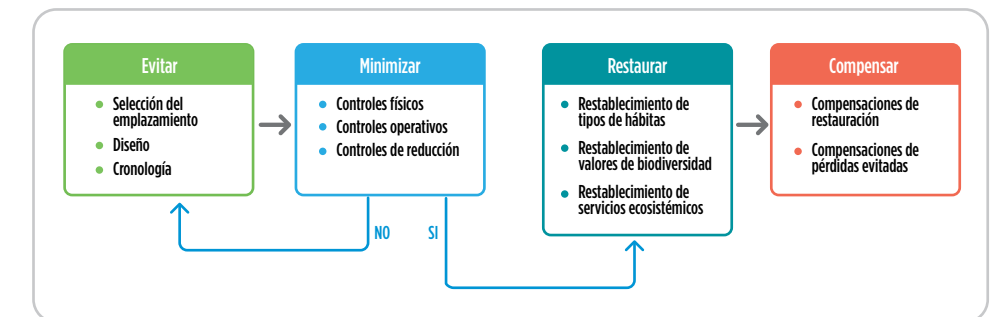 Evitar
Selección del
emplazamiento
Diseño
Cronología
Minimizar
Controles físicos
Controles operativos
Controles de reducción
NO
SI
Restaurar
Restablecimiento de
tipos de hábitas
Restablecimiento de
valores de biodiversidad
Restablecimiento de
servicios ecosistémicos
Compensar
Compensaciones de
restauración
Compensaciones de
pérdidas evitadas